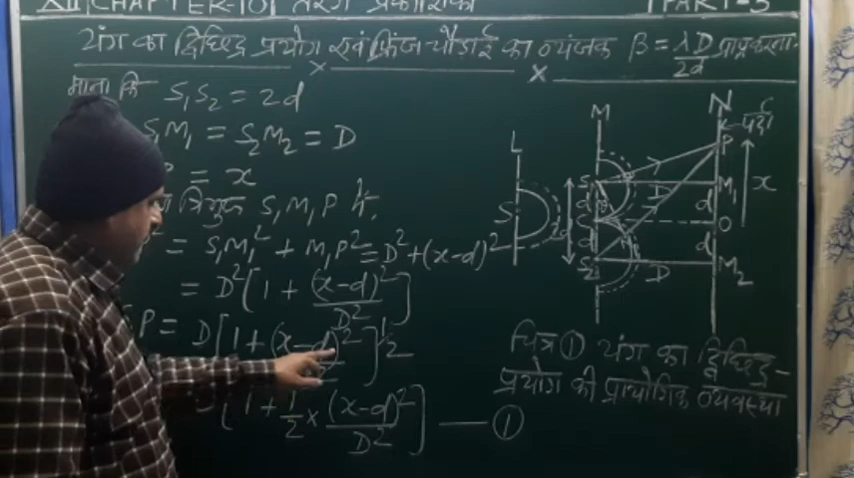 XII CHAPTER-10 तरंग प्रकाशिकी PART-3
यंग का द्विछिद्र प्रयोग एवं फ्रिंज चौड़ाई का व्यंजक β = λD/2d प्राप्त करना-
माना कि S₁S₂ = 2d
S₁M₁ = S₂M₂ = D
P = x
त्रिभुज S₁M₁P में,
= S₁M₁² + M₁P² = D² + (x-d)²
= D²[1 + (x-d)²/D²]
P = D[1 + (x-d)²]^1/2
[1 + 1/2 × (x-d)²/D²] —— ①
L
S
M
N
←पर्दा
P
S₁
D
M₁
x
d
d
S
O
2d
d
d
S₂
D
M₂
चित्र ① यंग का द्विछिद्र-
प्रयोग की प्रायोगिक व्यवस्था